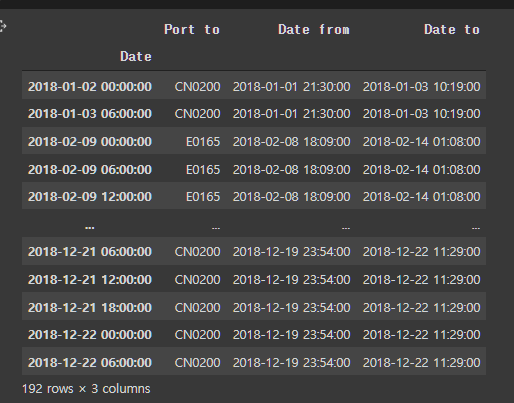 Port to Date from Date to
Date
2018-01-02 00:00:00 CN0200 2018-01-01 21:30:00 2018-01-03 10:19:00
2018-01-03 06:00:00 CN0200 2018-01-01 21:30:00 2018-01-03 10:19:00
2018-02-09 00:00:00 E0165 2018-02-08 18:09:00 2018-02-14 01:08:00
2018-02-09 06:00:00 E0165 2018-02-08 18:09:00 2018-02-14 01:08:00
2018-02-09 12:00:00 E0165 2018-02-08 18:09:00 2018-02-14 01:08:00
... ... ... ...
2018-12-21 06:00:00 CN0200 2018-12-19 23:54:00 2018-12-22 11:29:00
2018-12-21 12:00:00 CN0200 2018-12-19 23:54:00 2018-12-22 11:29:00
2018-12-21 18:00:00 CN0200 2018-12-19 23:54:00 2018-12-22 11:29:00
2018-12-22 00:00:00 CN0200 2018-12-19 23:54:00 2018-12-22 11:29:00
2018-12-22 06:00:00 CN0200 2018-12-19 23:54:00 2018-12-22 11:29:00
192 rows × 3 columns